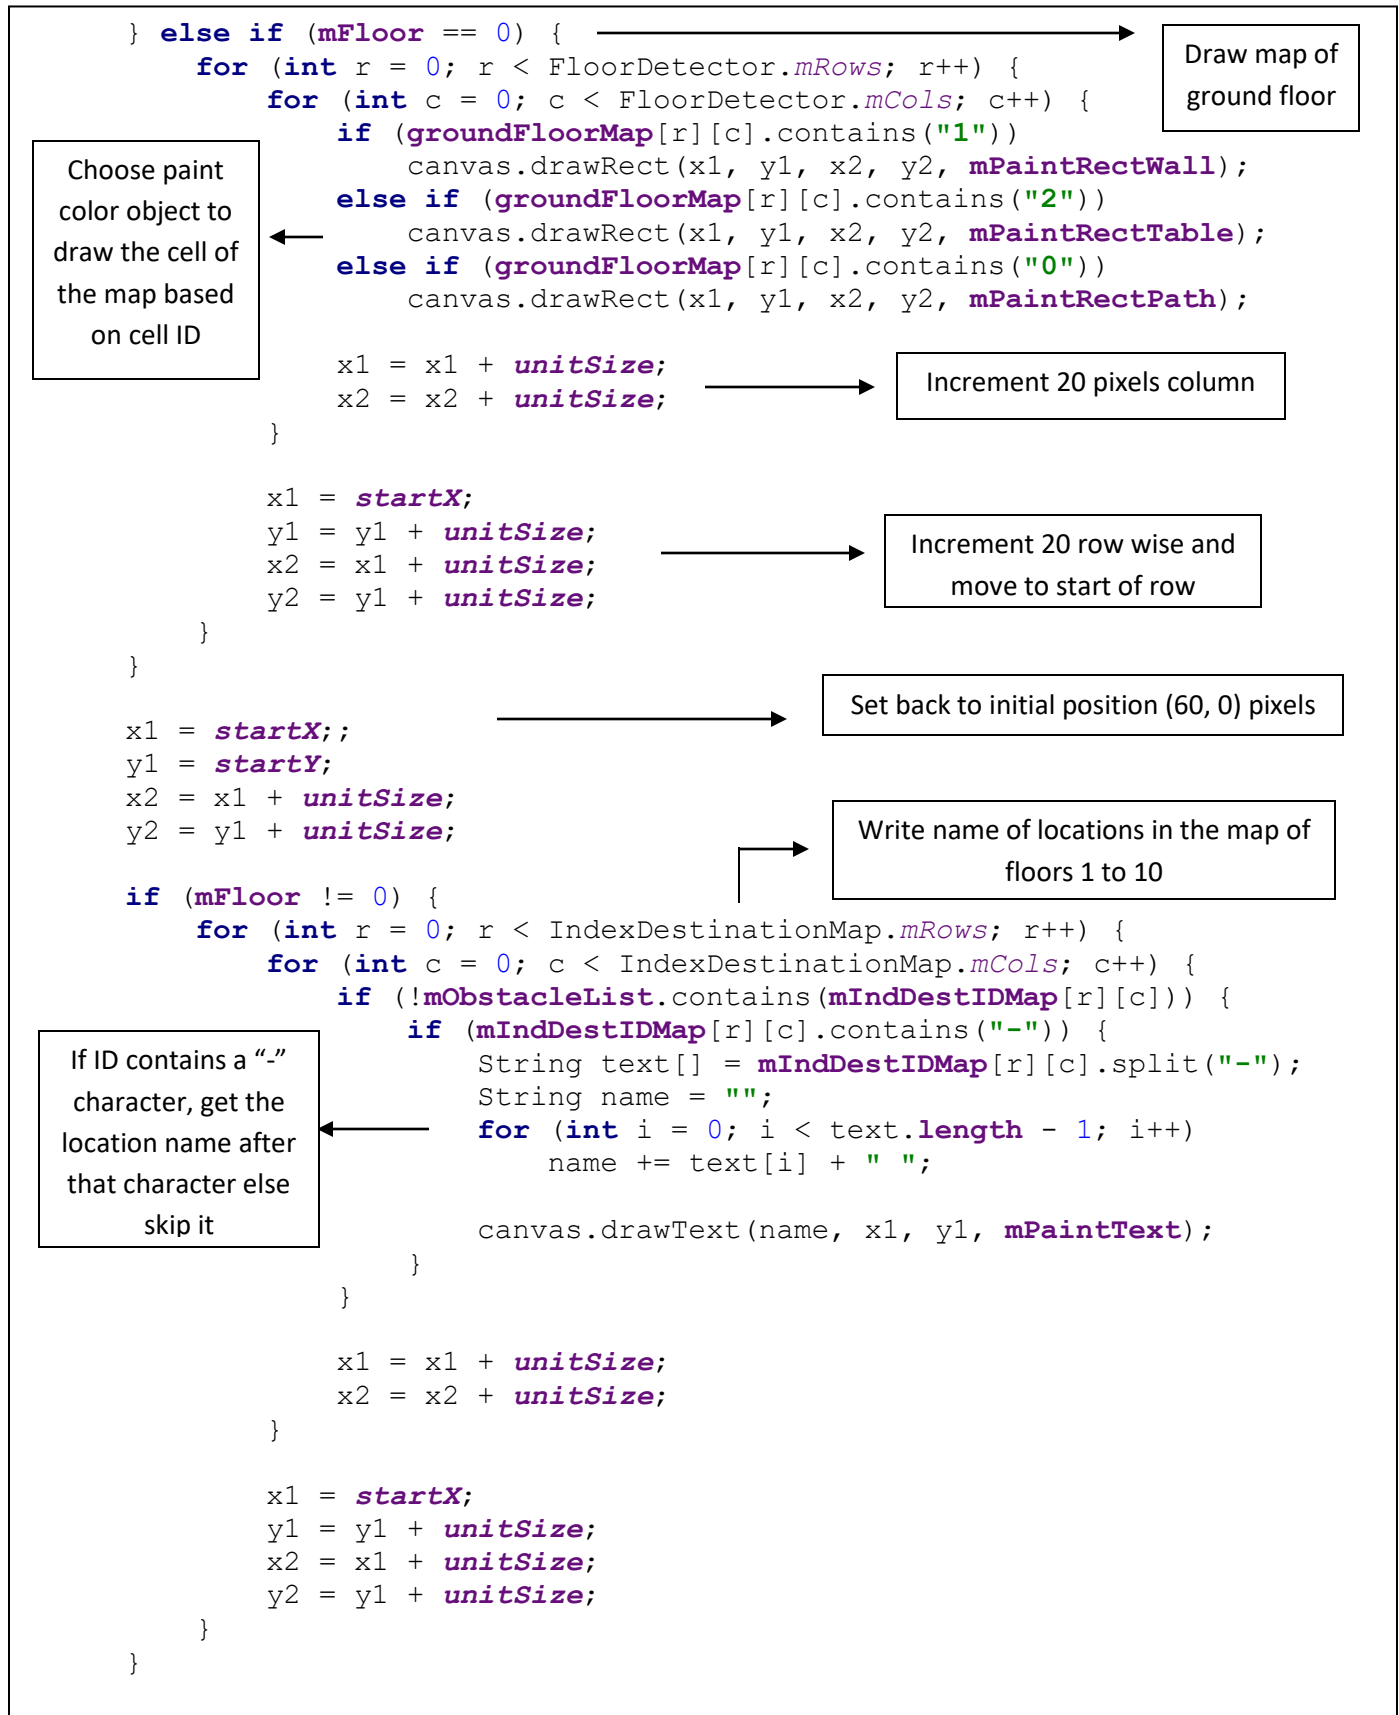 } else if (mFloor == 0) {
Draw map of
ground floor
for (int r = 0; r < FloorDetector.mRows; r++) {
for (int c = 0; c < FloorDetector.mCols; c++) {
if (groundFloorMap[r][c].contains("1"))
canvas.drawRect(x1, y1, x2, y2, mPaintRectWall);
else if (groundFloorMap[r][c].contains("2"))
canvas.drawRect(x1, y1, x2, y2, mPaintRectTable);
else if (groundFloorMap[r][c].contains("0"))
canvas.drawRect(x1, y1, x2, y2, mPaintRectPath);
Choose paint
color object to
draw the cell of
the map based
on cell ID
x1 = x1 + unitSize;
x2 = x2 + unitSize;
Increment 20 pixels column
}
x1 = startX;
y1 = y1 + unitSize;
x2 = x1 + unitSize;
y2 = y1 + unitSize;
Increment 20 row wise and
move to start of row
}
}
Set back to initial position (60, 0) pixels
x1 = startX;;
y1 = startY;
x2 = x1 + unitSize;
y2 = y1 + unitSize;
Write name of locations in the map of
floors 1 to 10
if (mFloor != 0) {
for (int r = 0; r < IndexDestinationMap.mRows; r++) {
for (int c = 0; c < IndexDestinationMap.mCols; c++) {
if (!mObstacleList.contains(mIndDestIDMap[r][c])) {
if (mIndDestIDMap[r][c].contains("-")) {
String text[] = mIndDestIDMap[r][c].split("-");
String name = "";
for (int i = 0; i < text.length - 1; i++)
name += text[i] + " ";
If ID contains a “-”
character, get the
location name after
that character else
skip it
canvas.drawText(name, x1, y1, mPaintText);
}
}
x1 = x1 + unitSize;
x2 = x2 + unitSize;
}
x1 = startX;
y1 = y1 + unitSize;
x2 = x1 + unitSize;
y2 = y1 + unitSize;
}
}